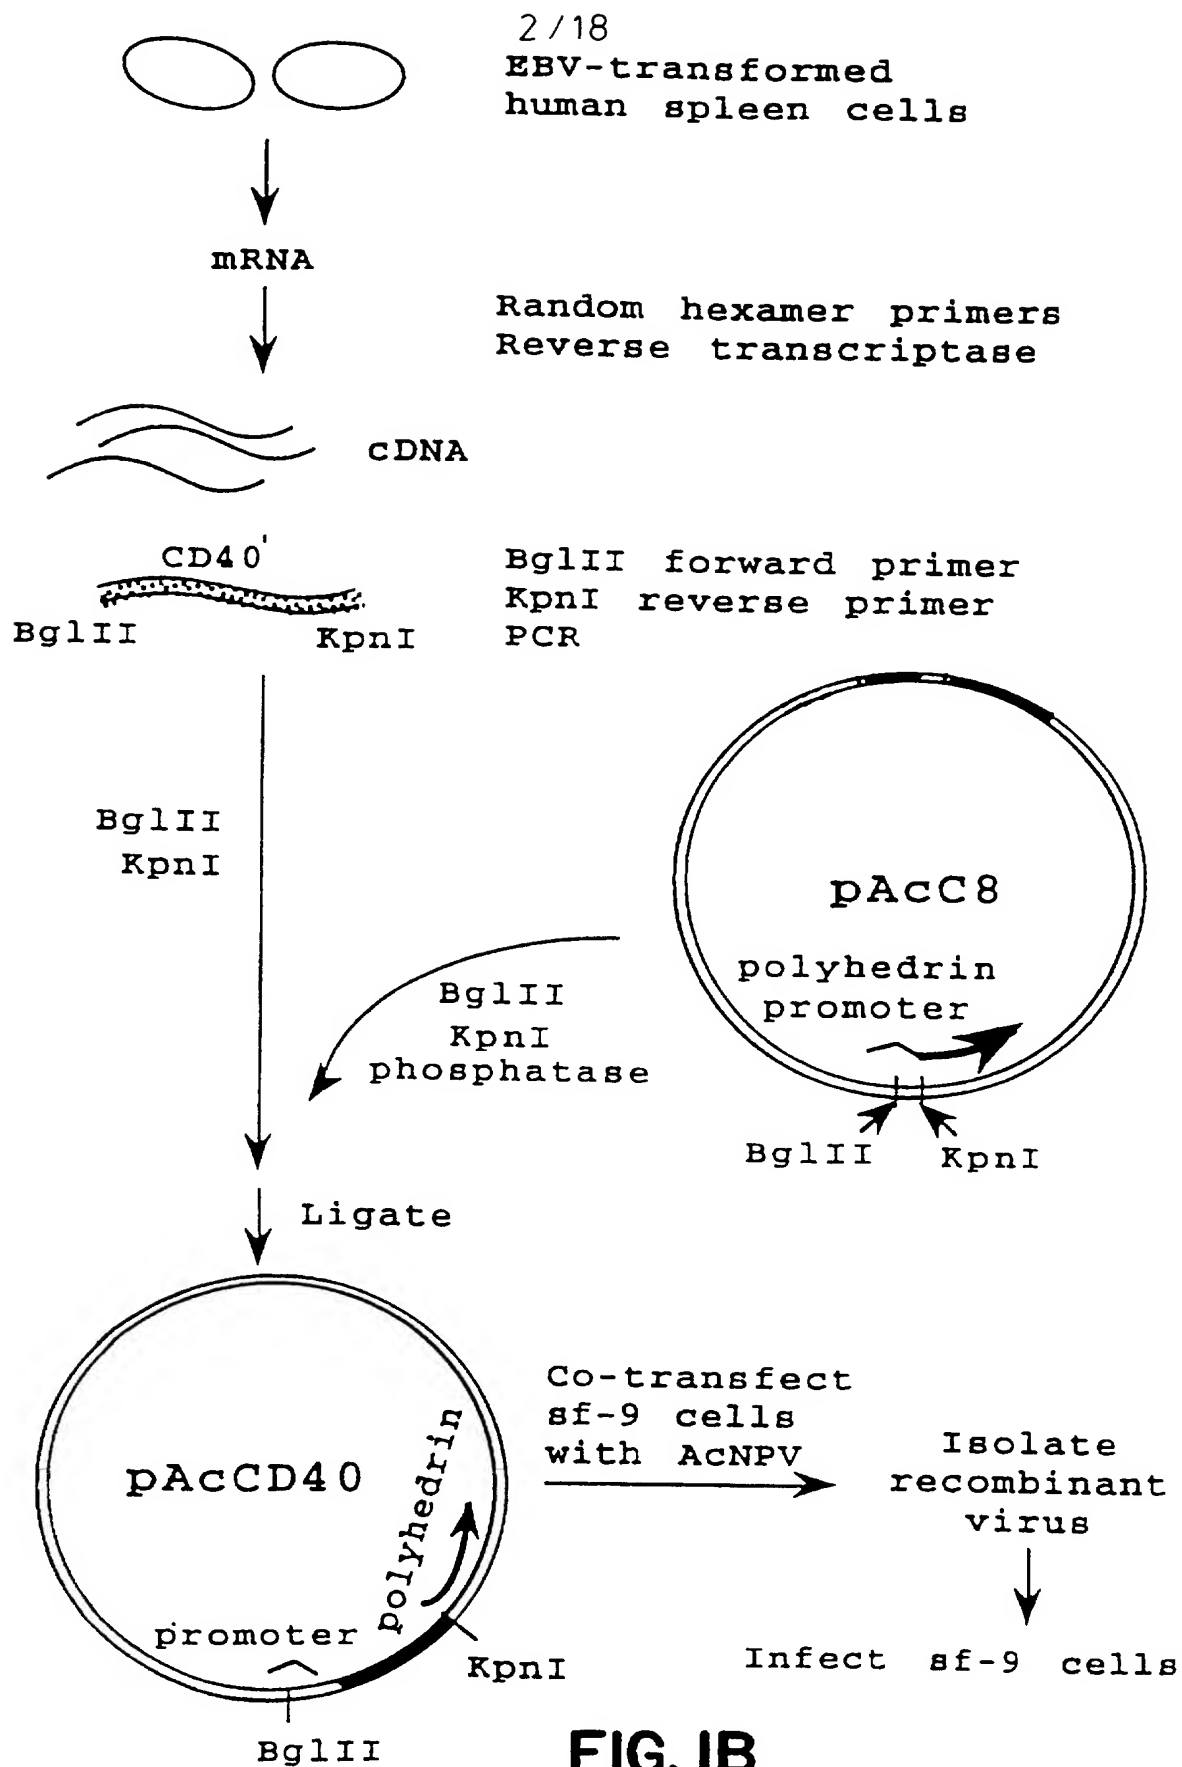 2/18
EBV-transformed
human spleen cells
mRNA
Random hexamer primers
Reverse transcriptase
cDNA
CD40'
BglII
KpnI
BglII forward primer
KpnI reverse primer
PCR
BglII
KpnI
pAcC8
polyhedrin
promoter
BglII
KpnI
phosphatase
BglII
KpnI
Ligate
Co-transfect
sf-9 cells
with AcNPV
Isolate
recombinant
virus
Infect sf-9 cells
pAcCD40
polyhedrin
promoter
KpnI
BglII
FIG. 1B